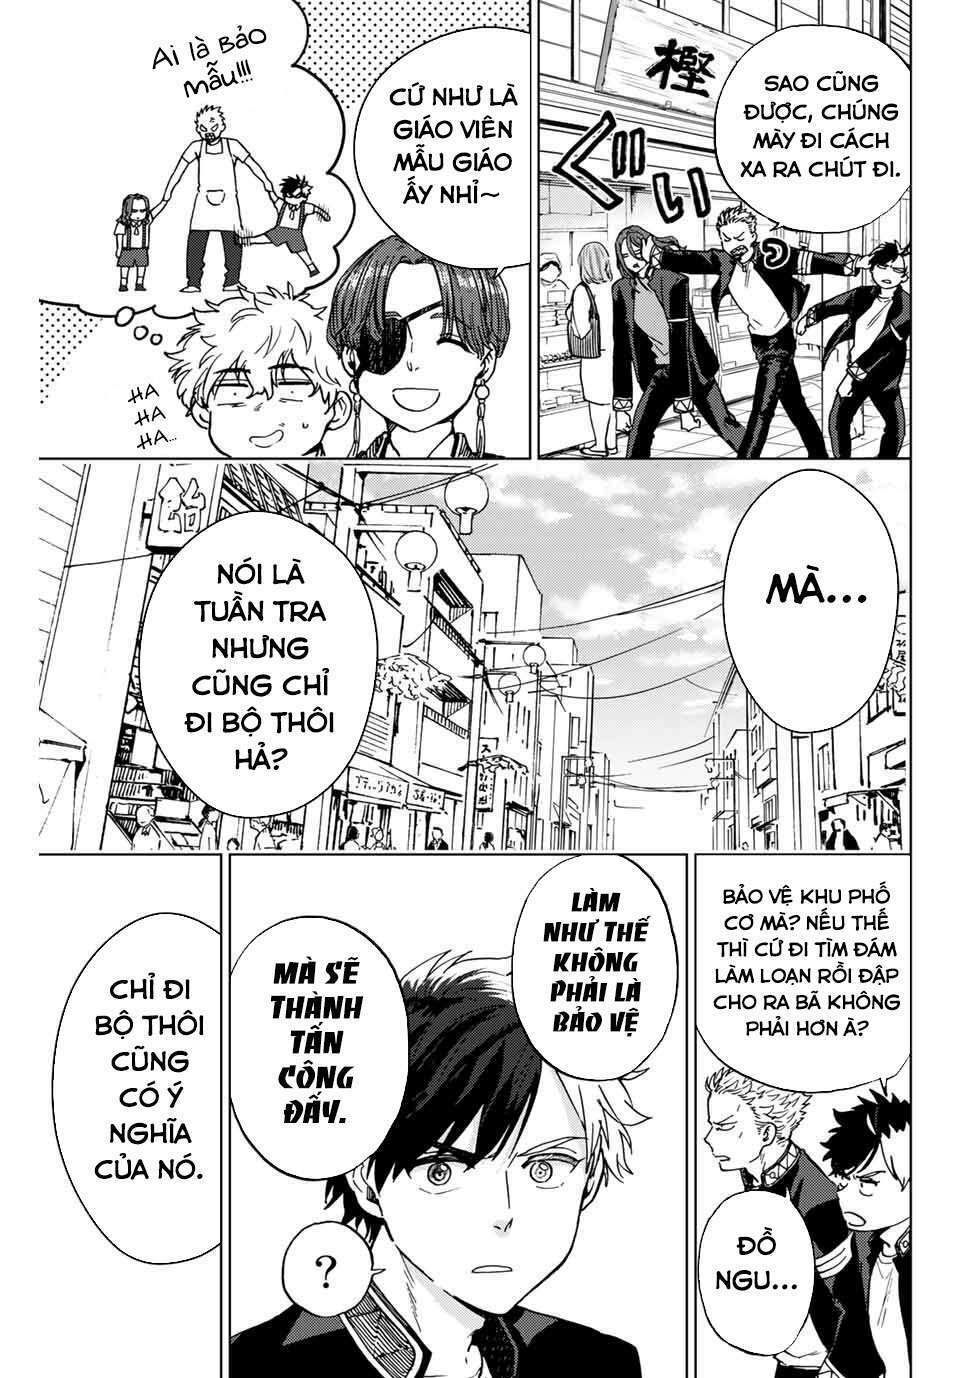 樫
SAO CŨNG
ĐƯỢC, CHÚNG
MÀY ĐI CÁCH
XA RA CHÚT ĐI.
ぐい
CỨ NHƯ LÀ
GIÁO VIÊN
MẪU GIÁO
ẤY NHỈ~
Ai là bảo
mẫu!!!
HA
HA
HA...
MÀ...
飴
NÓI LÀ
TUẦN TRA
NHƯNG
CŨNG CHỈ
ĐI BỘ THÔI
HẢ?
BẢO VỆ KHU PHỐ
CƠ MÀ? NẾU THẾ
THÌ CỨ ĐI TÌM ĐÁM
LÀM LOẠN RỒI ĐẬP
CHO RA BÃ KHÔNG
PHẢI HƠN À?
ĐỒ
NGU...
LÀM
NHƯ THẾ
KHÔNG
PHẢI LÀ
BẢO VỆ
MÀ SẼ
THÀNH
TẤN
CÔNG
ĐẤY.
?
CHỈ ĐI
BỘ THÔI
CŨNG
CÓ Ý
NGHĨA
CỦA NÓ.